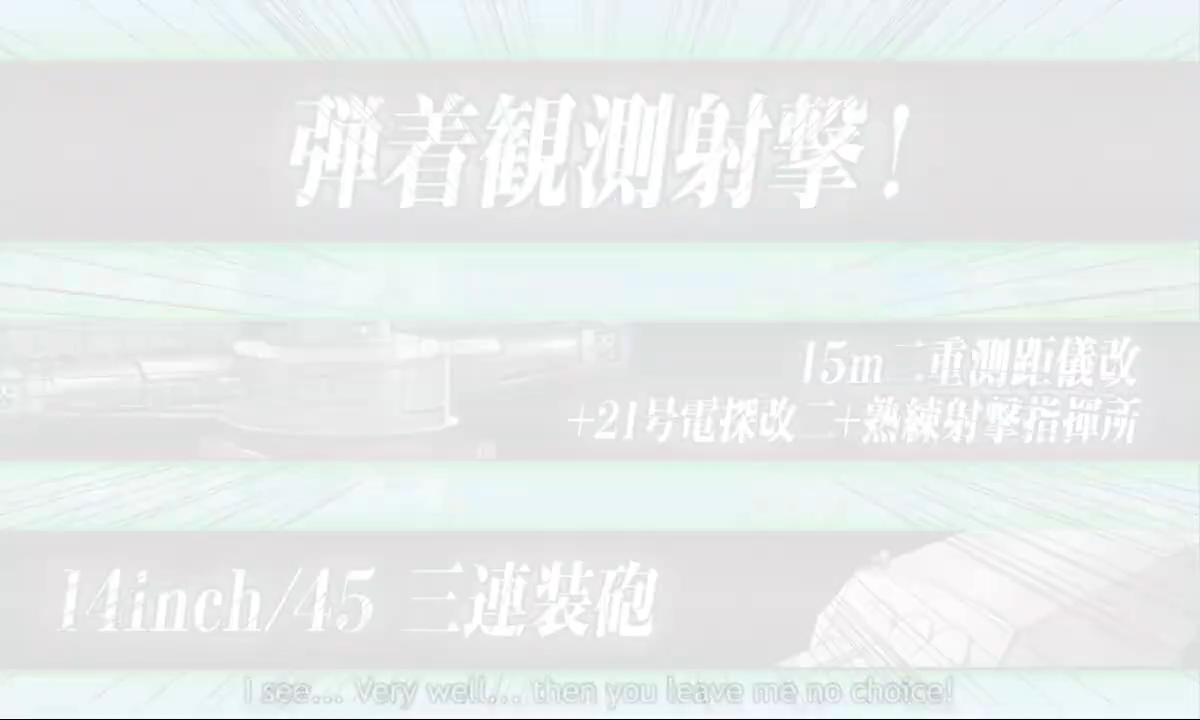 弾着観測射撃!
15m二重測距儀改
+21号電探改二+熟練射撃指揮所
14inch/45 三連装砲
I see... Very well... then you leave me no choice!